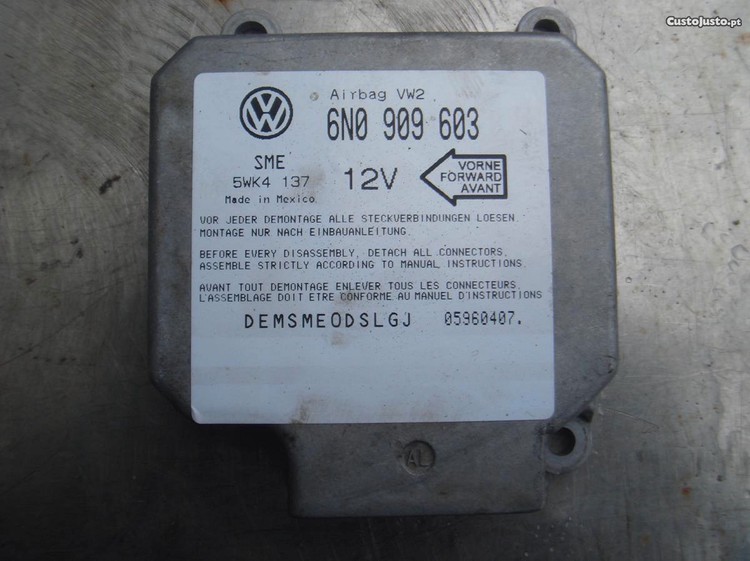 CustoJusto.pt
Airbag VW2
6N0 909 603
SME
5WK4 137
12V
Made in Mexico.
VORNE
FORWARD
AVANT
VOR JEDER DEMONTAGE ALLE STECKVERBINDUNGEN LOESEN.
MONTAGE NUR NACH EINBAUANLEITUNG.
BEFORE EVERY DISASSEMBLY, DETACH ALL CONNECTORS.
ASSEMBLE STRICTLY ACCORDING TO MANUAL INSTRUCTIONS.
AVANT TOUT DEMONTAGE ENLEVER TOUS LES CONNECTEURS.
L'ASSEMBLAGE DOIT ETRE CONFORME AU MANUEL D'INSTRUCTIONS
DEMSMEODSLGJ 05960407.
AL